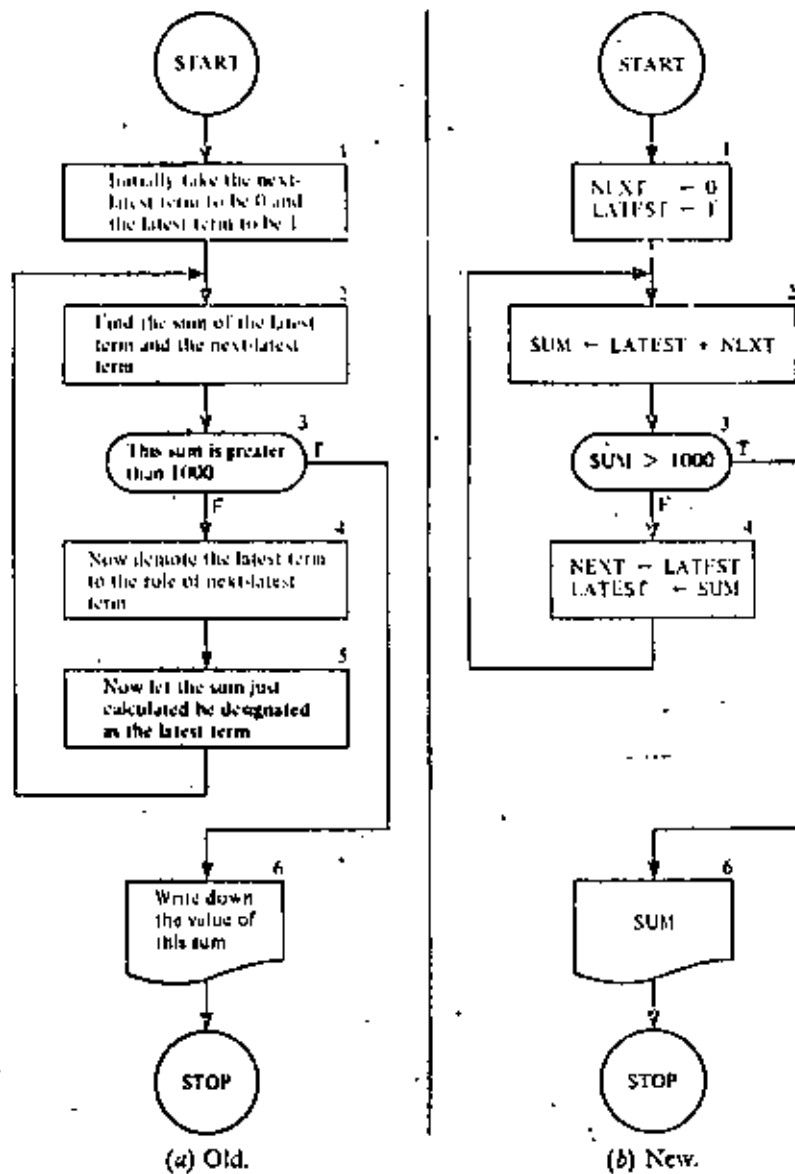 START
1
Initially take the next-
latest term to be 0 and
the latest term to be 1
2
Find the sum of the latest
term and the next-latest
term
3
This sum is greater
than 1000
T
F
4
Now demote the latest term
to the role of next-latest
term
5
Now let the sum just
calculated be designated
as the latest term
6
Write down
the value of
this sum
STOP
(a) Old.
START
1
NEXT ← 0
LATEST ← 1
2
SUM ← LATEST + NEXT
3
SUM > 1000
T
F
4
NEXT ← LATEST
LATEST ← SUM
6
SUM
STOP
(b) New.